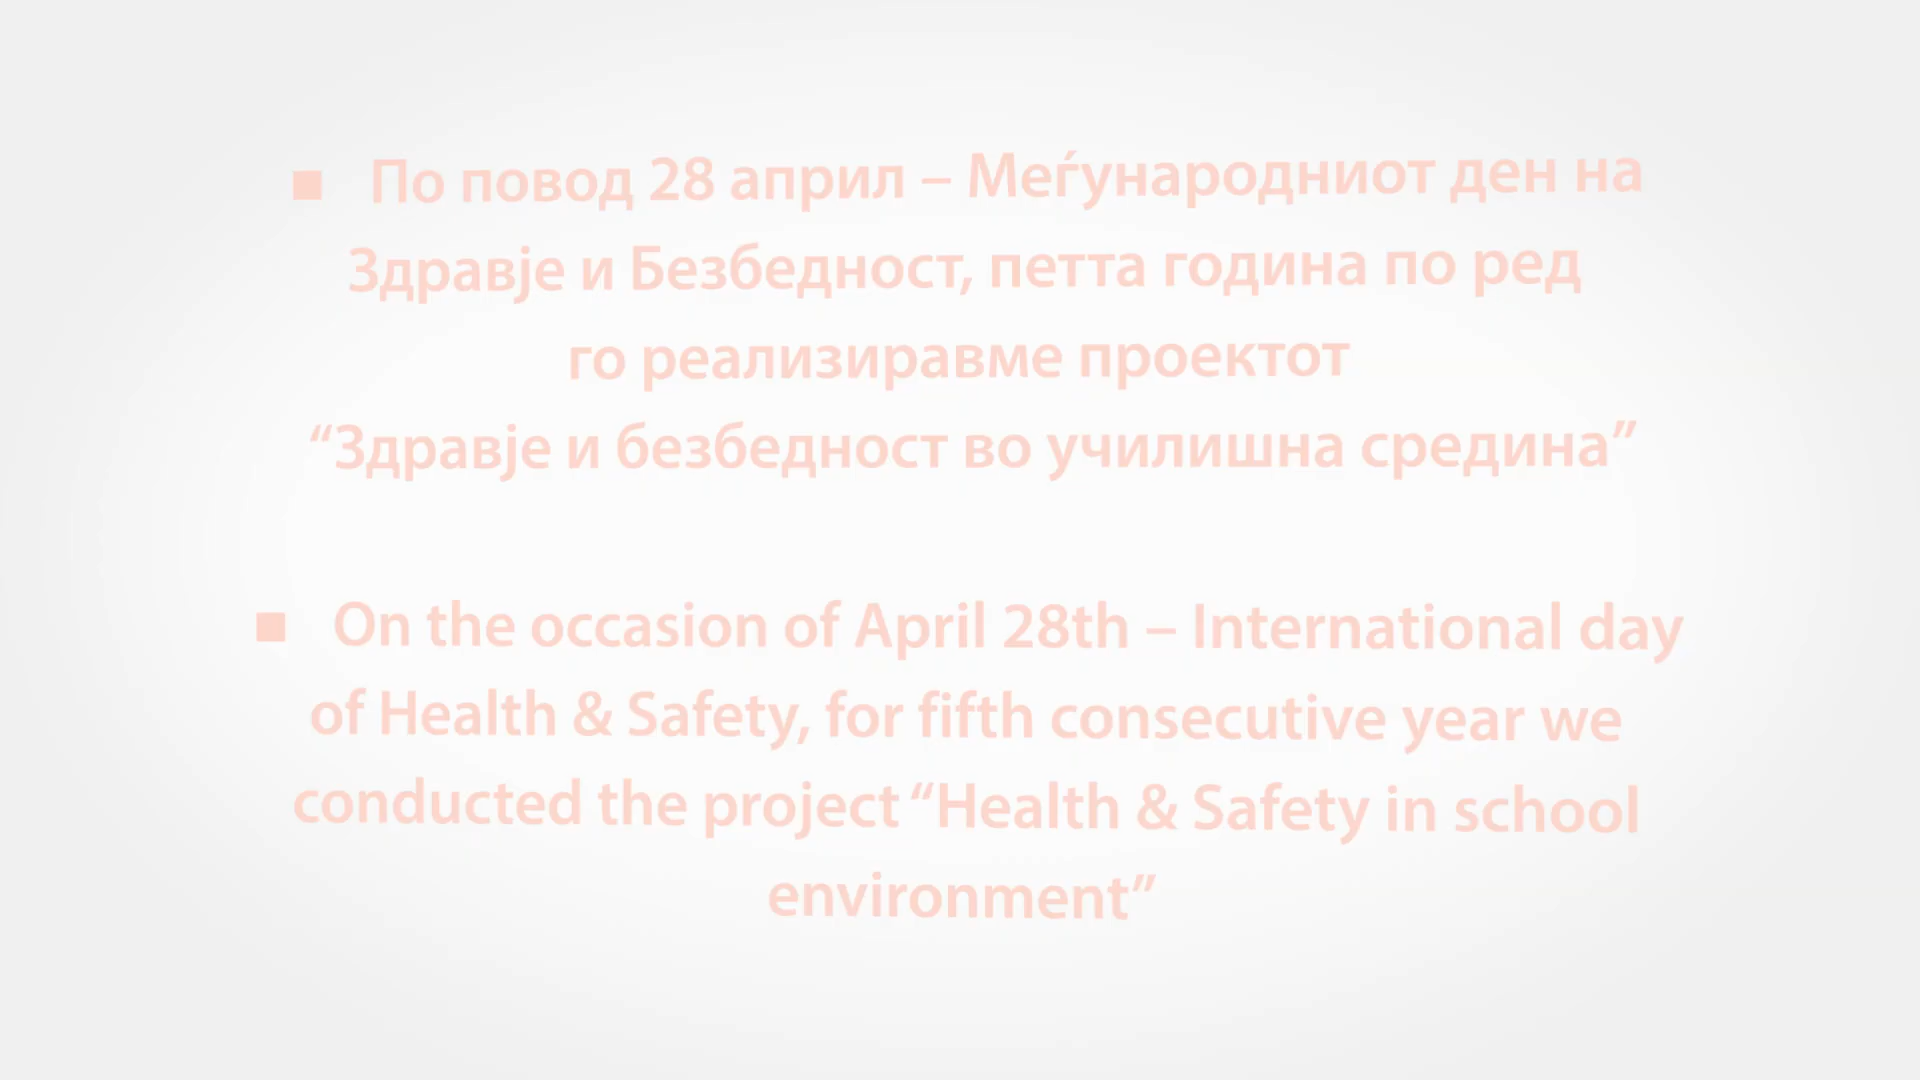 ▪ По повод 28 април – Меѓународниот ден на
Здравје и Безбедност, петта година по ред
го реализиравме проектот
“Здравје и безбедност во училишна средина”
▪ On the occasion of April 28th – International day
of Health & Safety, for fifth consecutive year we
conducted the project “Health & Safety in school
environment”